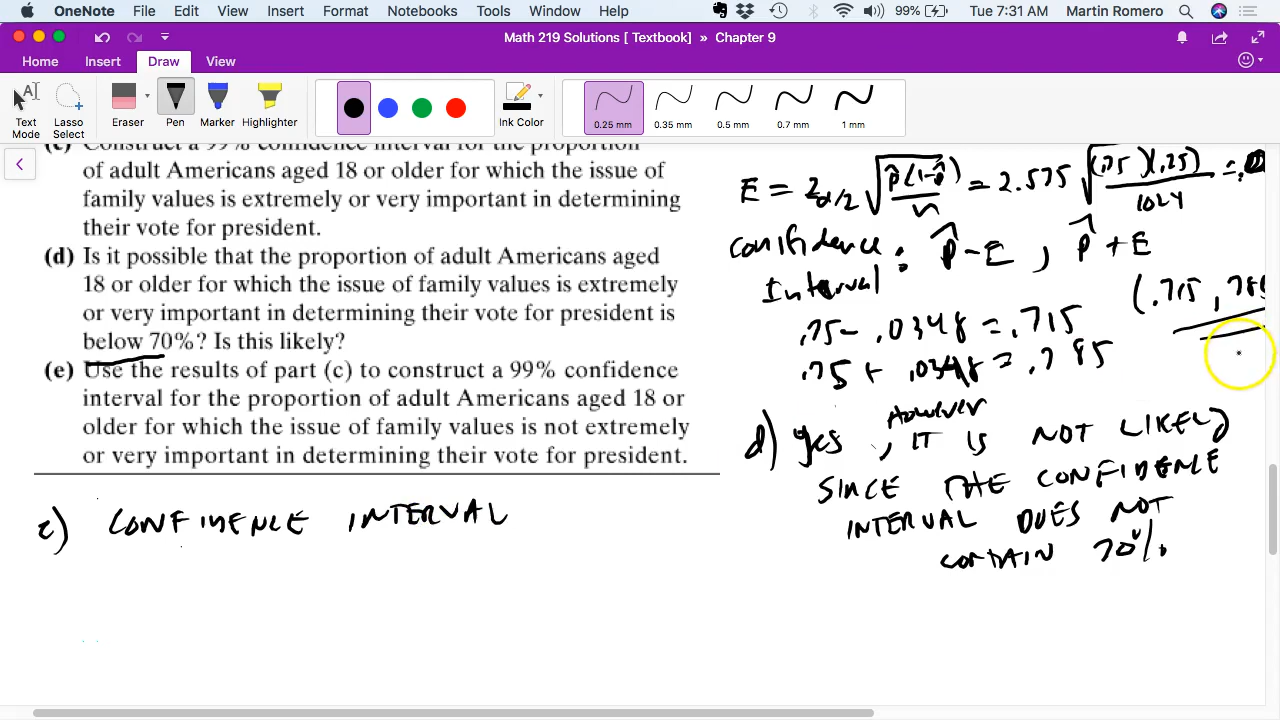 OneNote File Edit View Insert Format Notebooks Tools Window Help 99% Tue 7:31 AM Martin Romero
Math 219 Solutions [ Textbook] » Chapter 9
Home Insert Draw View
Text Mode
Lasso Select
Eraser
Pen
Marker
Highlighter
Ink Color
0.25 mm
0.35 mm
0.5 mm
0.7 mm
1 mm
(c) Construct a 99% confidence interval for the proportion
of adult Americans aged 18 or older for which the issue of
family values is extremely or very important in determining
their vote for president.
(d) Is it possible that the proportion of adult Americans aged
18 or older for which the issue of family values is extremely
or very important in determining their vote for president is
below 70%? Is this likely?
(e) Use the results of part (c) to construct a 99% confidence
interval for the proportion of adult Americans aged 18 or
older for which the issue of family values is not extremely
or very important in determining their vote for president.
E = Zα/2 √(p̂(1-p̂)/n) = 2.575 √((.75)(.25)/1024) = .
Confidence Interval : p̂ - E , p̂ + E
(.715, .785
.75 - .0348 = .715
.75 + .0348 = .785
d) yes , However IT IS NOT LIKELY
SINCE THE CONFIDENCE
INTERVAL DOES NOT
CONTAIN 70%
e) CONFIDENCE INTERVAL